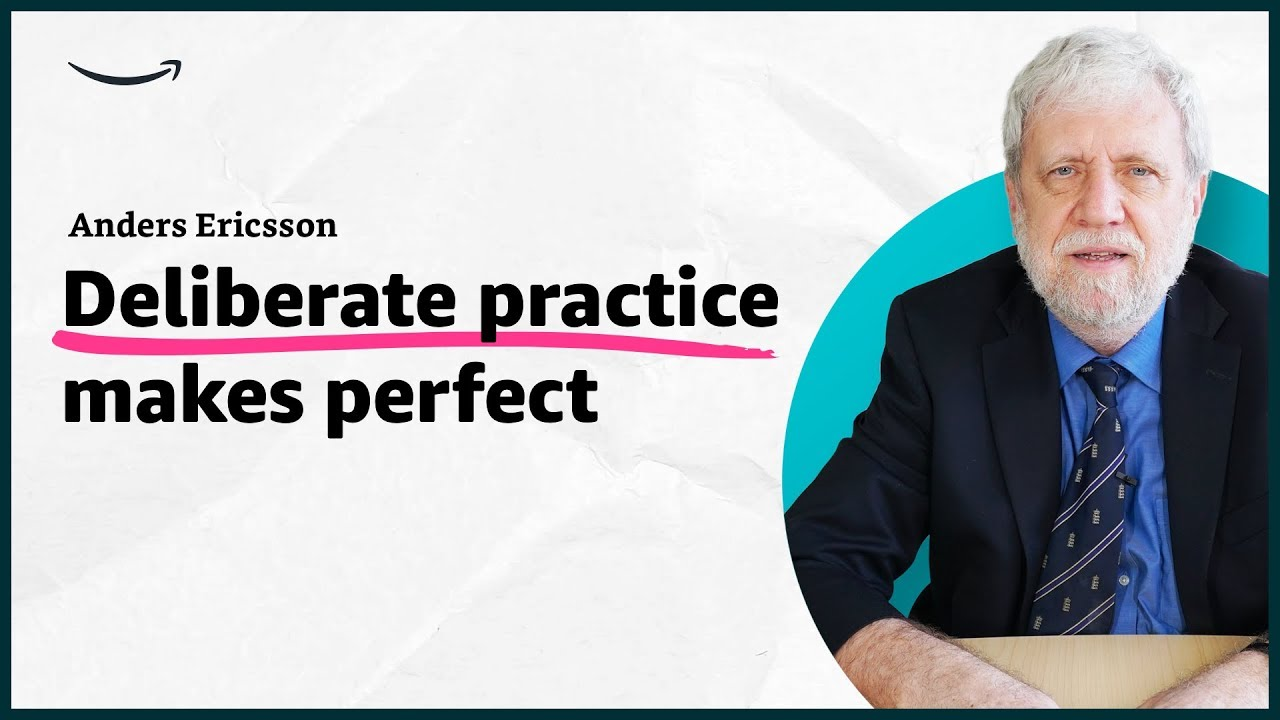 Anders Ericsson
Deliberate practice
makes perfect